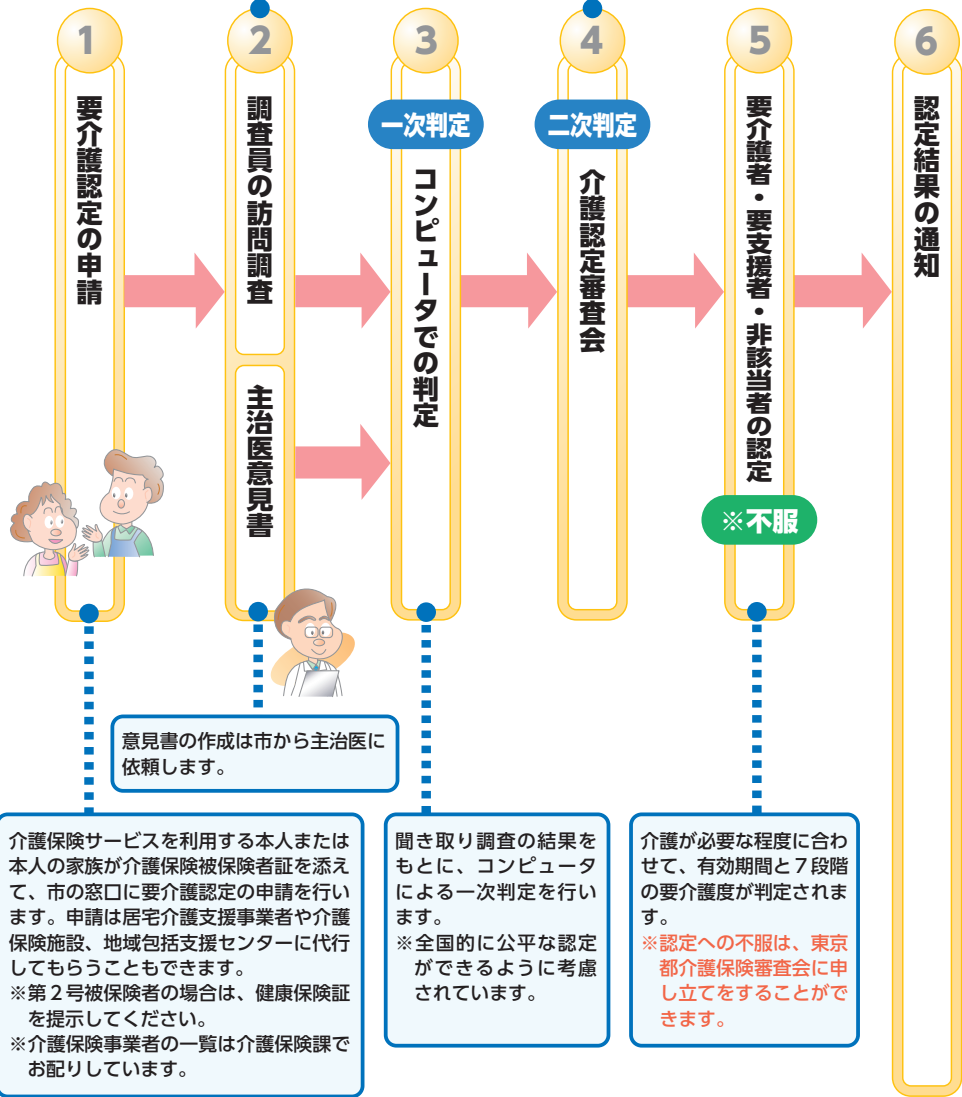 1
要介護認定の申請
2
調査員の訪問調査
主治医意見書
3
一次判定
コンピュータでの判定
4
二次判定
介護認定審査会
5
要介護者・要支援者・非該当者の認定
※不服
6
認定結果の通知
意見書の作成は市から主治医に
依頼します。
介護保険サービスを利用する本人または
本人の家族が介護保険被保険者証を添え
て、市の窓口に要介護認定の申請を行い
ます。申請は居宅介護支援事業者や介護
保険施設、地域包括支援センターに代行
してもらうこともできます。
※第2号被保険者の場合は、健康保険証
を提示してください。
※介護保険事業者の一覧は介護保険課で
お配りしています。
聞き取り調査の結果を
もとに、コンピュータ
による一次判定を行い
ます。
※全国的に公平な認定
ができるように考慮
されています。
介護が必要な程度に合わ
せて、有効期間と7段階
の要介護度が判定されま
す。
※認定への不服は、東京
都介護保険審査会に申
し立てをすることがで
きます。